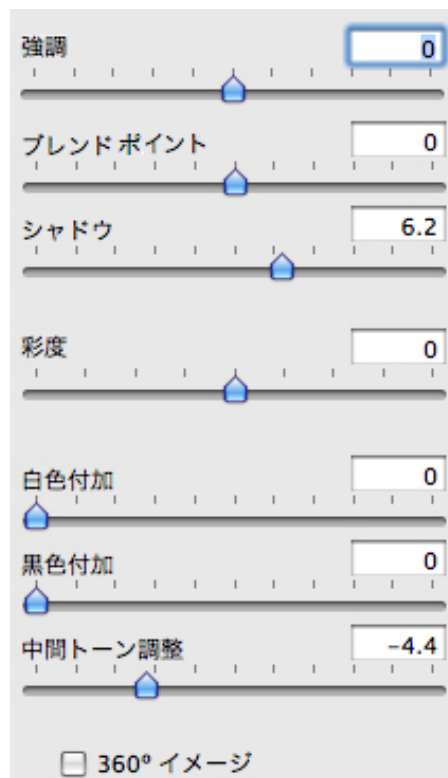 強調 0
ブレンド ポイント 0
シャドウ 6.2
彩度 0
白色付加 0
黒色付加 0
中間トーン調整 -4.4
360° イメージ